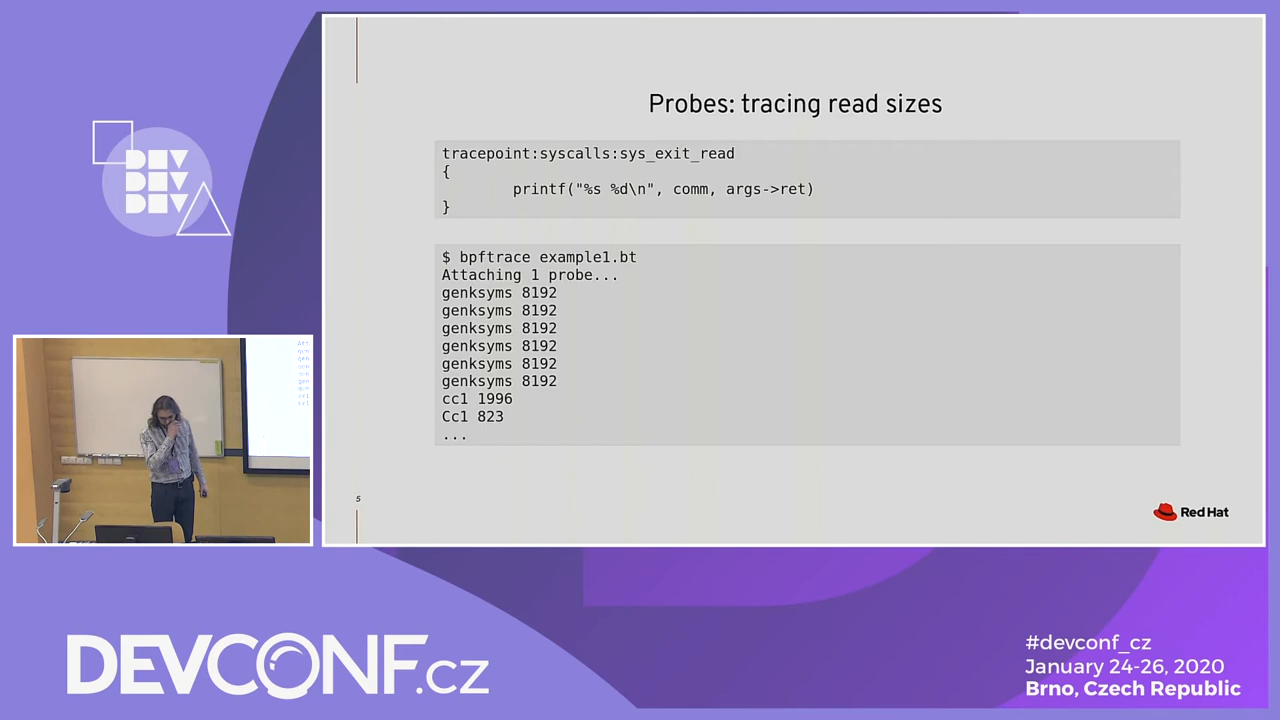 Probes: tracing read sizes
tracepoint:syscalls:sys_exit_read
{
printf("%s %d\n", comm, args->ret)
}
$ bpftrace example1.bt
Attaching 1 probe...
genksyms 8192
genksyms 8192
genksyms 8192
genksyms 8192
genksyms 8192
genksyms 8192
cc1 1996
Cc1 823
...
5
Red Hat
DEV
DEV
DEV
DEVCONF.cz
#devconf_cz
January 24-26, 2020
Brno, Czech Republic